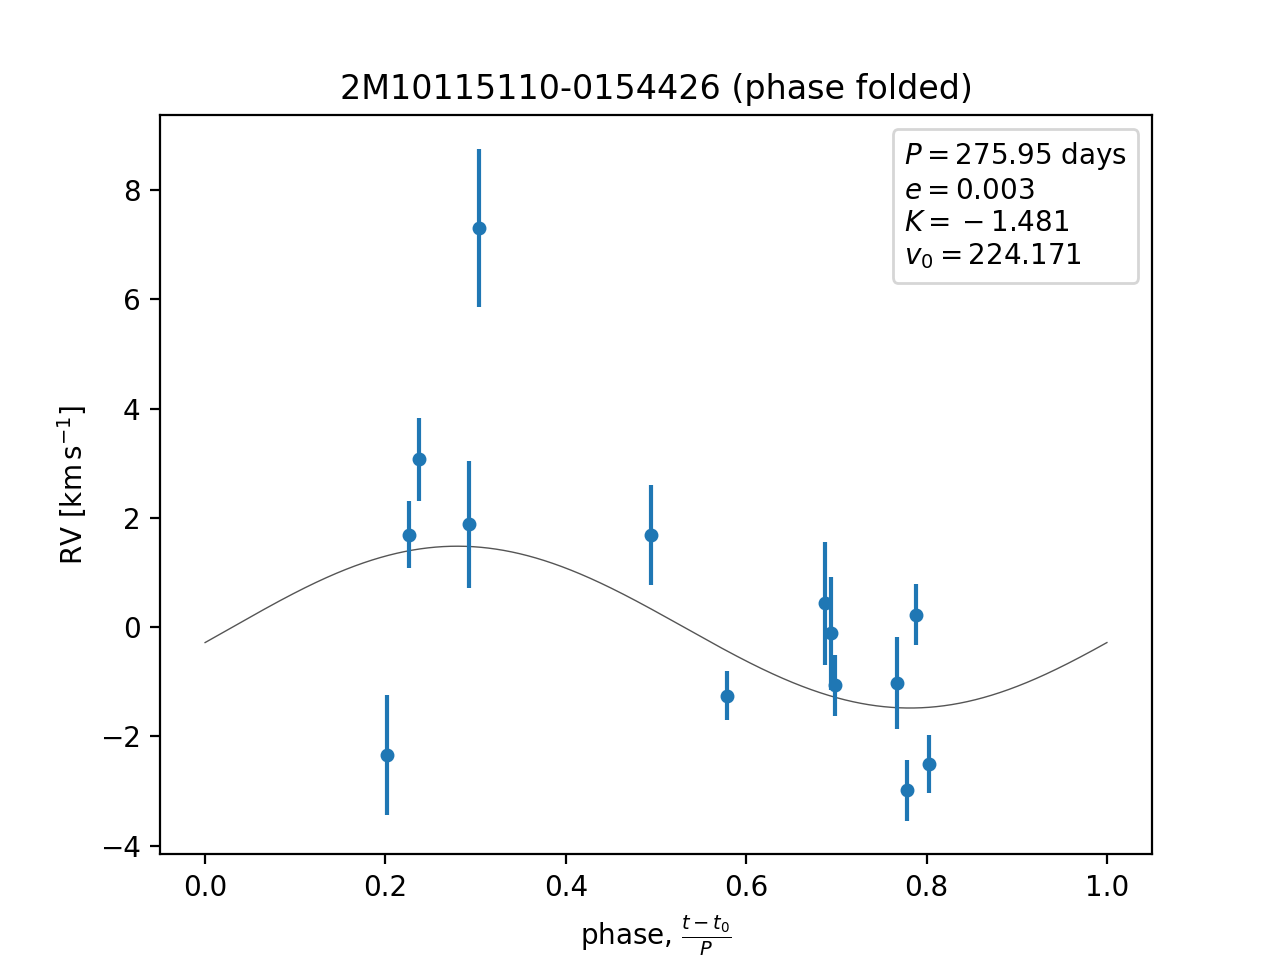 2M10115110-0154426 (phase folded)
P = 275.95 days
e = 0.003
K = −1.481
v₀ = 224.171
RV [km s⁻¹]
8
6
4
2
0
−2
−4
0.0 0.2 0.4 0.6 0.8 1.0
phase, (t − t₀)/P